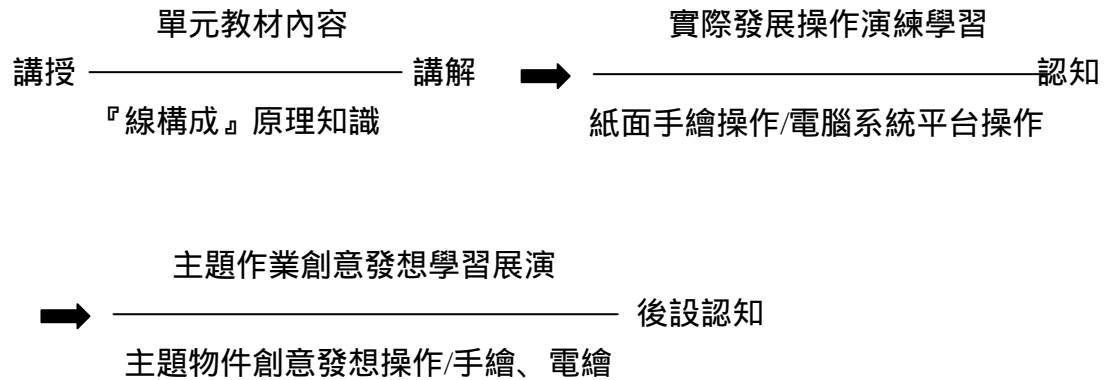 單元教材內容
講授
講解
『線構成』原理知識
實際發展操作演練學習
認知
紙面手繪操作/電腦系統平台操作
主題作業創意發想學習展演
後設認知
主題物件創意發想操作/手繪、電繪